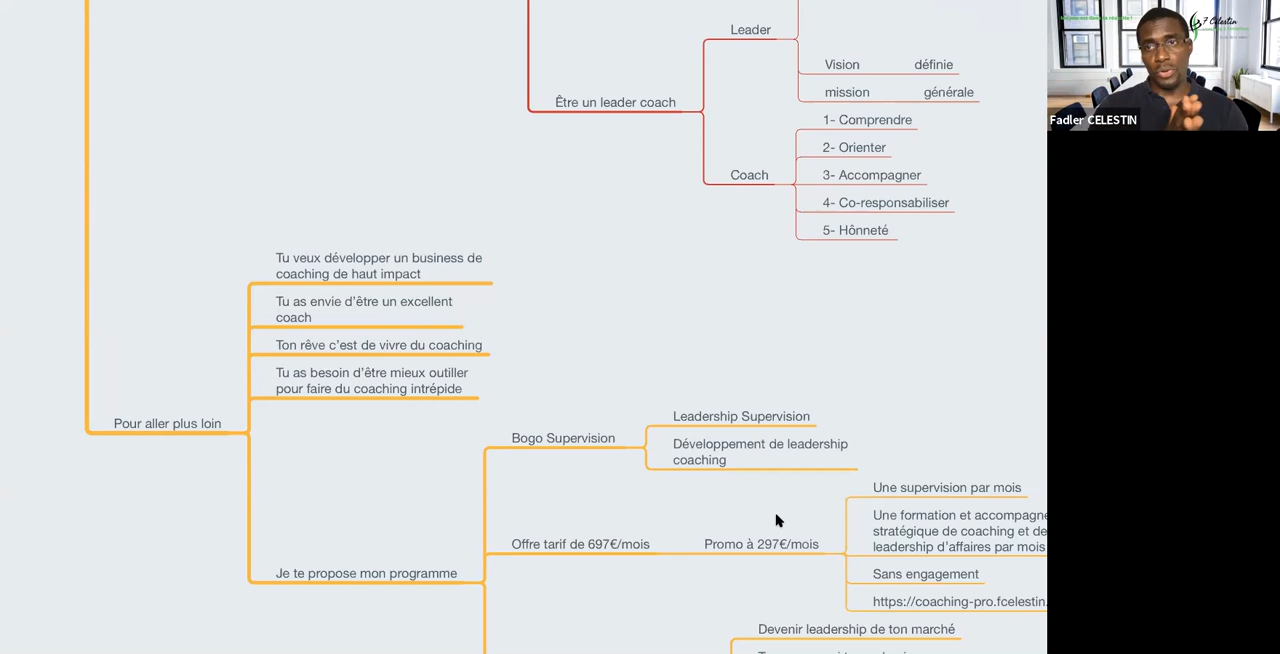 Leader
Vision définie
mission générale
Être un leader coach
1- Comprendre
2- Orienter
Coach
3- Accompagner
4- Co-responsabiliser
5- Hônneté
Tu veux développer un business de
coaching de haut impact
Tu as envie d'être un excellent
coach
Ton rêve c'est de vivre du coaching
Tu as besoin d'être mieux outiller
pour faire du coaching intrépide
Pour aller plus loin
Je te propose mon programme
Bogo Supervision
Leadership Supervision
Développement de leadership
coaching
Offre tarif de 697€/mois
Promo à 297€/mois
Une supervision par mois
Une formation et accompagne
stratégique de coaching et de
leadership d'affaires par mois
Sans engagement
https://coaching-pro.fcelestin.
Devenir leadership de ton marché
7 Célestin
Fadler CELESTIN